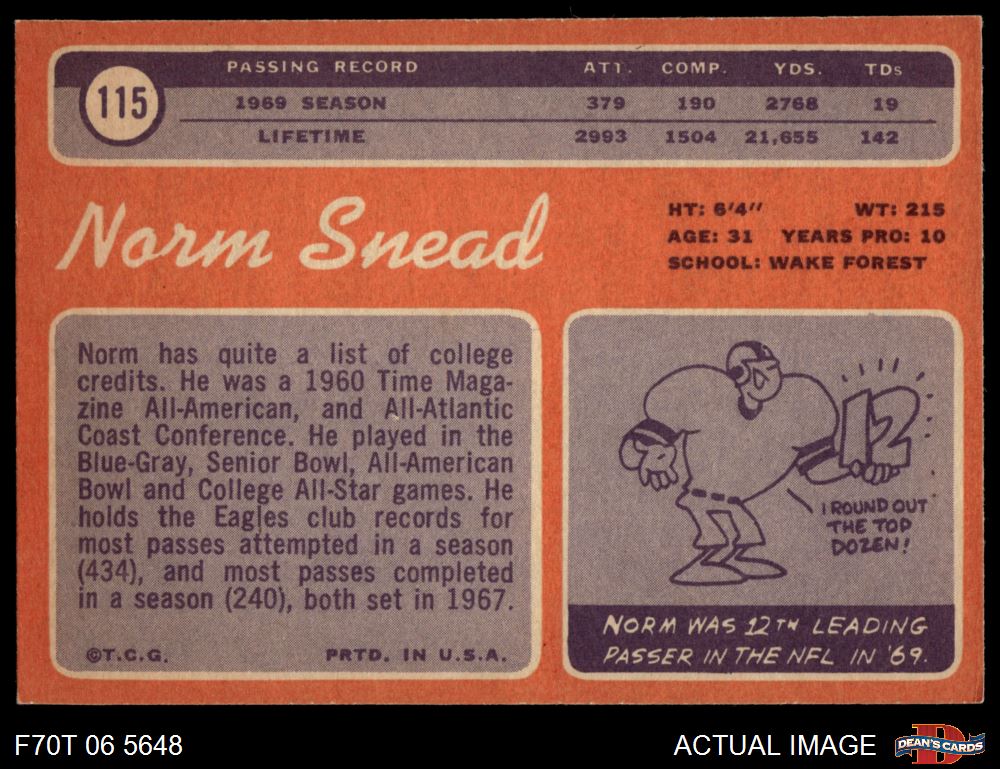 115
PASSING RECORD ATT. COMP. YDS. TDs
1969 SEASON 379 190 2768 19
LIFETIME 2993 1504 21,655 142
Norm Snead
HT: 6'4" WT: 215
AGE: 31 YEARS PRO: 10
SCHOOL: WAKE FOREST
Norm has quite a list of college
credits. He was a 1960 Time Maga-
zine All-American, and All-Atlantic
Coast Conference. He played in the
Blue-Gray, Senior Bowl, All-American
Bowl and College All-Star games. He
holds the Eagles club records for
most passes attempted in a season
(434), and most passes completed
in a season (240), both set in 1967.
©T.C.G. PRTD. IN U.S.A.
12
I ROUND OUT
THE TOP
DOZEN!
NORM WAS 12TH LEADING
PASSER IN THE NFL IN '69.
F70T 06 5648
ACTUAL IMAGE
D
DEAN'S CARDS